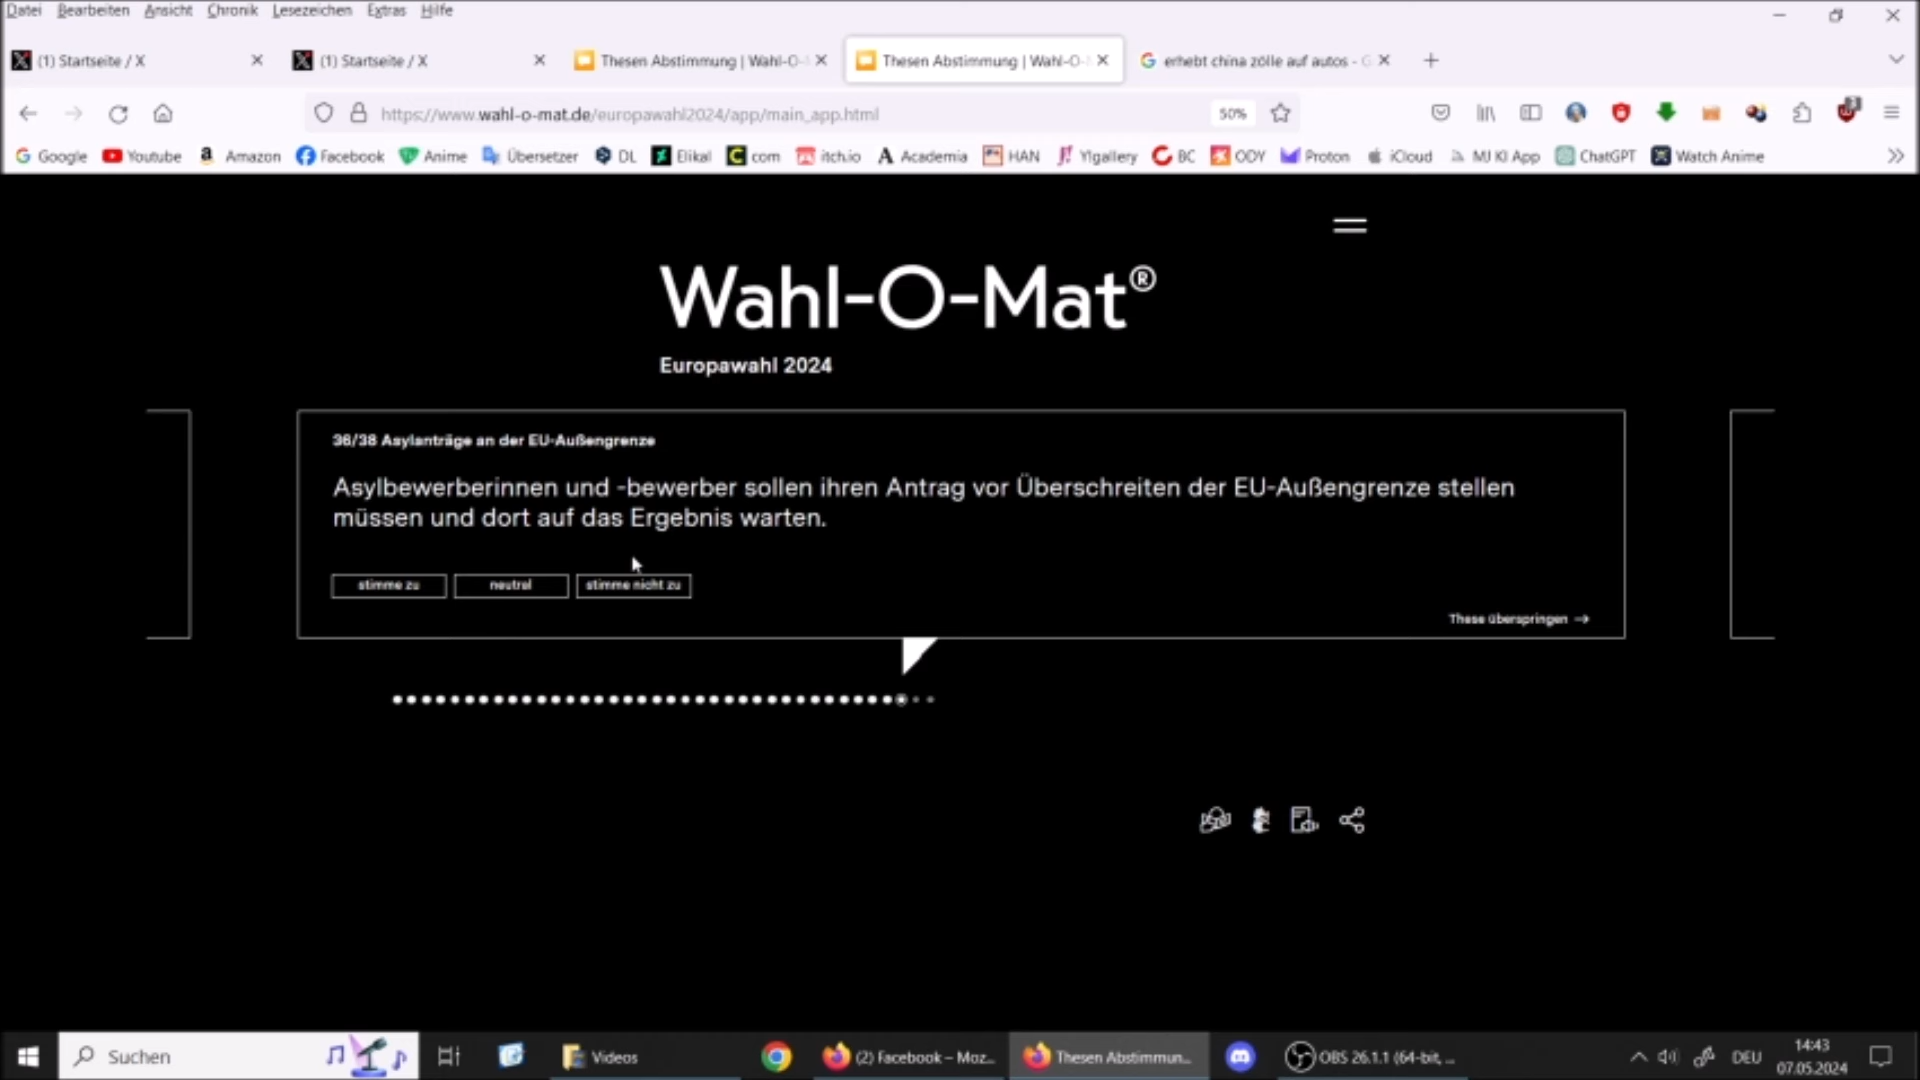 Datei Bearbeiten Ansicht Chronik Lesezeichen Extras Hilfe
(1) Startseite / X
(1) Startseite / X
Thesen Abstimmung | Wahl-O-
Thesen Abstimmung | Wahl-O-
erhebt china zölle auf autos - G
https://www.wahl-o-mat.de/europawahl2024/app/main_app.html
50%
Google Youtube Amazon Facebook Anime Übersetzer DL Elikal com itch.io Academia HAN Y!gallery BC ODY Proton iCloud MJ KI App ChatGPT Watch Anime
Wahl-O-Mat®
Europawahl 2024
36/38 Asylanträge an der EU-Außengrenze
Asylbewerberinnen und -bewerber sollen ihren Antrag vor Überschreiten der EU-Außengrenze stellen
müssen und dort auf das Ergebnis warten.
stimme zu
neutral
stimme nicht zu
These überspringen →
Suchen
Videos
(2) Facebook – Moz...
Thesen Abstimmun...
OBS 26.1.1 (64-bit, ...
DEU
14:43
07.05.2024